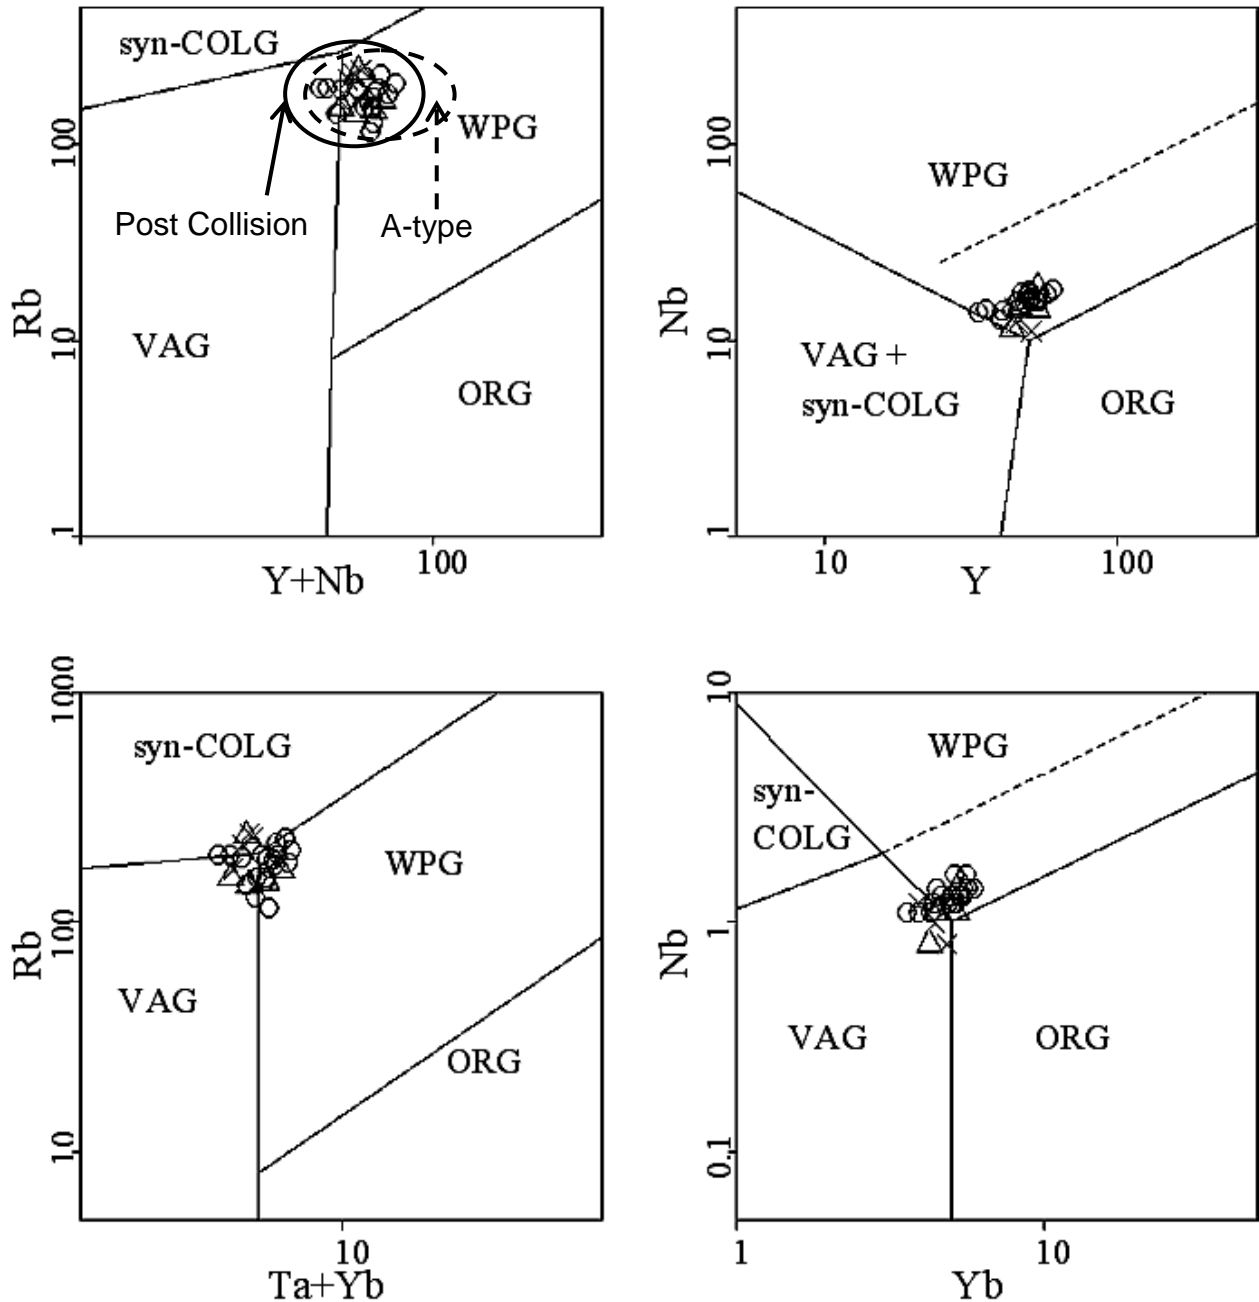 syn-COLG
WPG
Post Collision
A-type
VAG
ORG
Rb
100
10
1
100
Y+Nb
WPG
VAG +
syn-COLG
ORG
Nb
100
10
1
10
100
Y
syn-COLG
WPG
VAG
ORG
Rb
1000
100
10
10
Ta+Yb
WPG
syn-
COLG
VAG
ORG
Nb
10
1
0.1
1
10
Yb